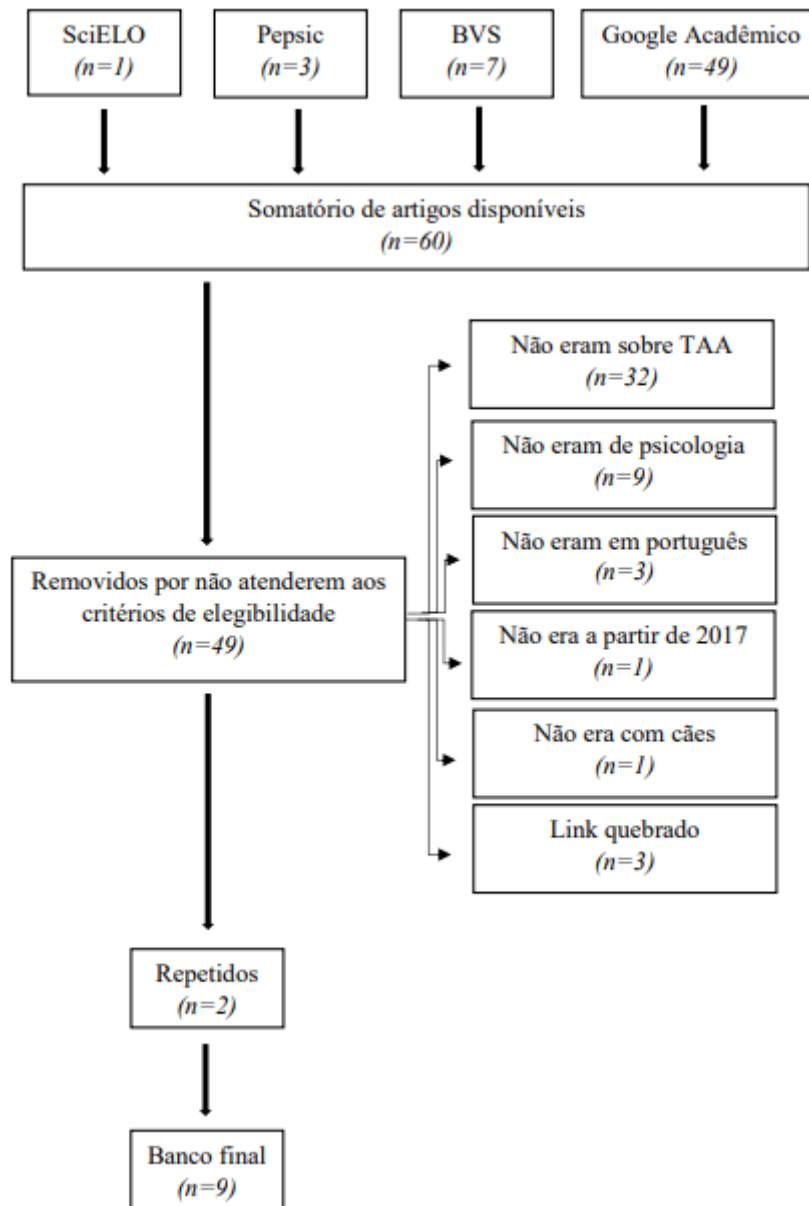 SciELO
(n=1)
Pepsic
(n=3)
BVS
(n=7)
Google Acadêmico
(n=49)
Somatório de artigos disponíveis
(n=60)
Não eram sobre TAA
(n=32)
Não eram de psicologia
(n=9)
Não eram em português
(n=3)
Removidos por não atenderem aos
critérios de elegibilidade
(n=49)
Não era a partir de 2017
(n=1)
Não era com cães
(n=1)
Link quebrado
(n=3)
Repetidos
(n=2)
Banco final
(n=9)